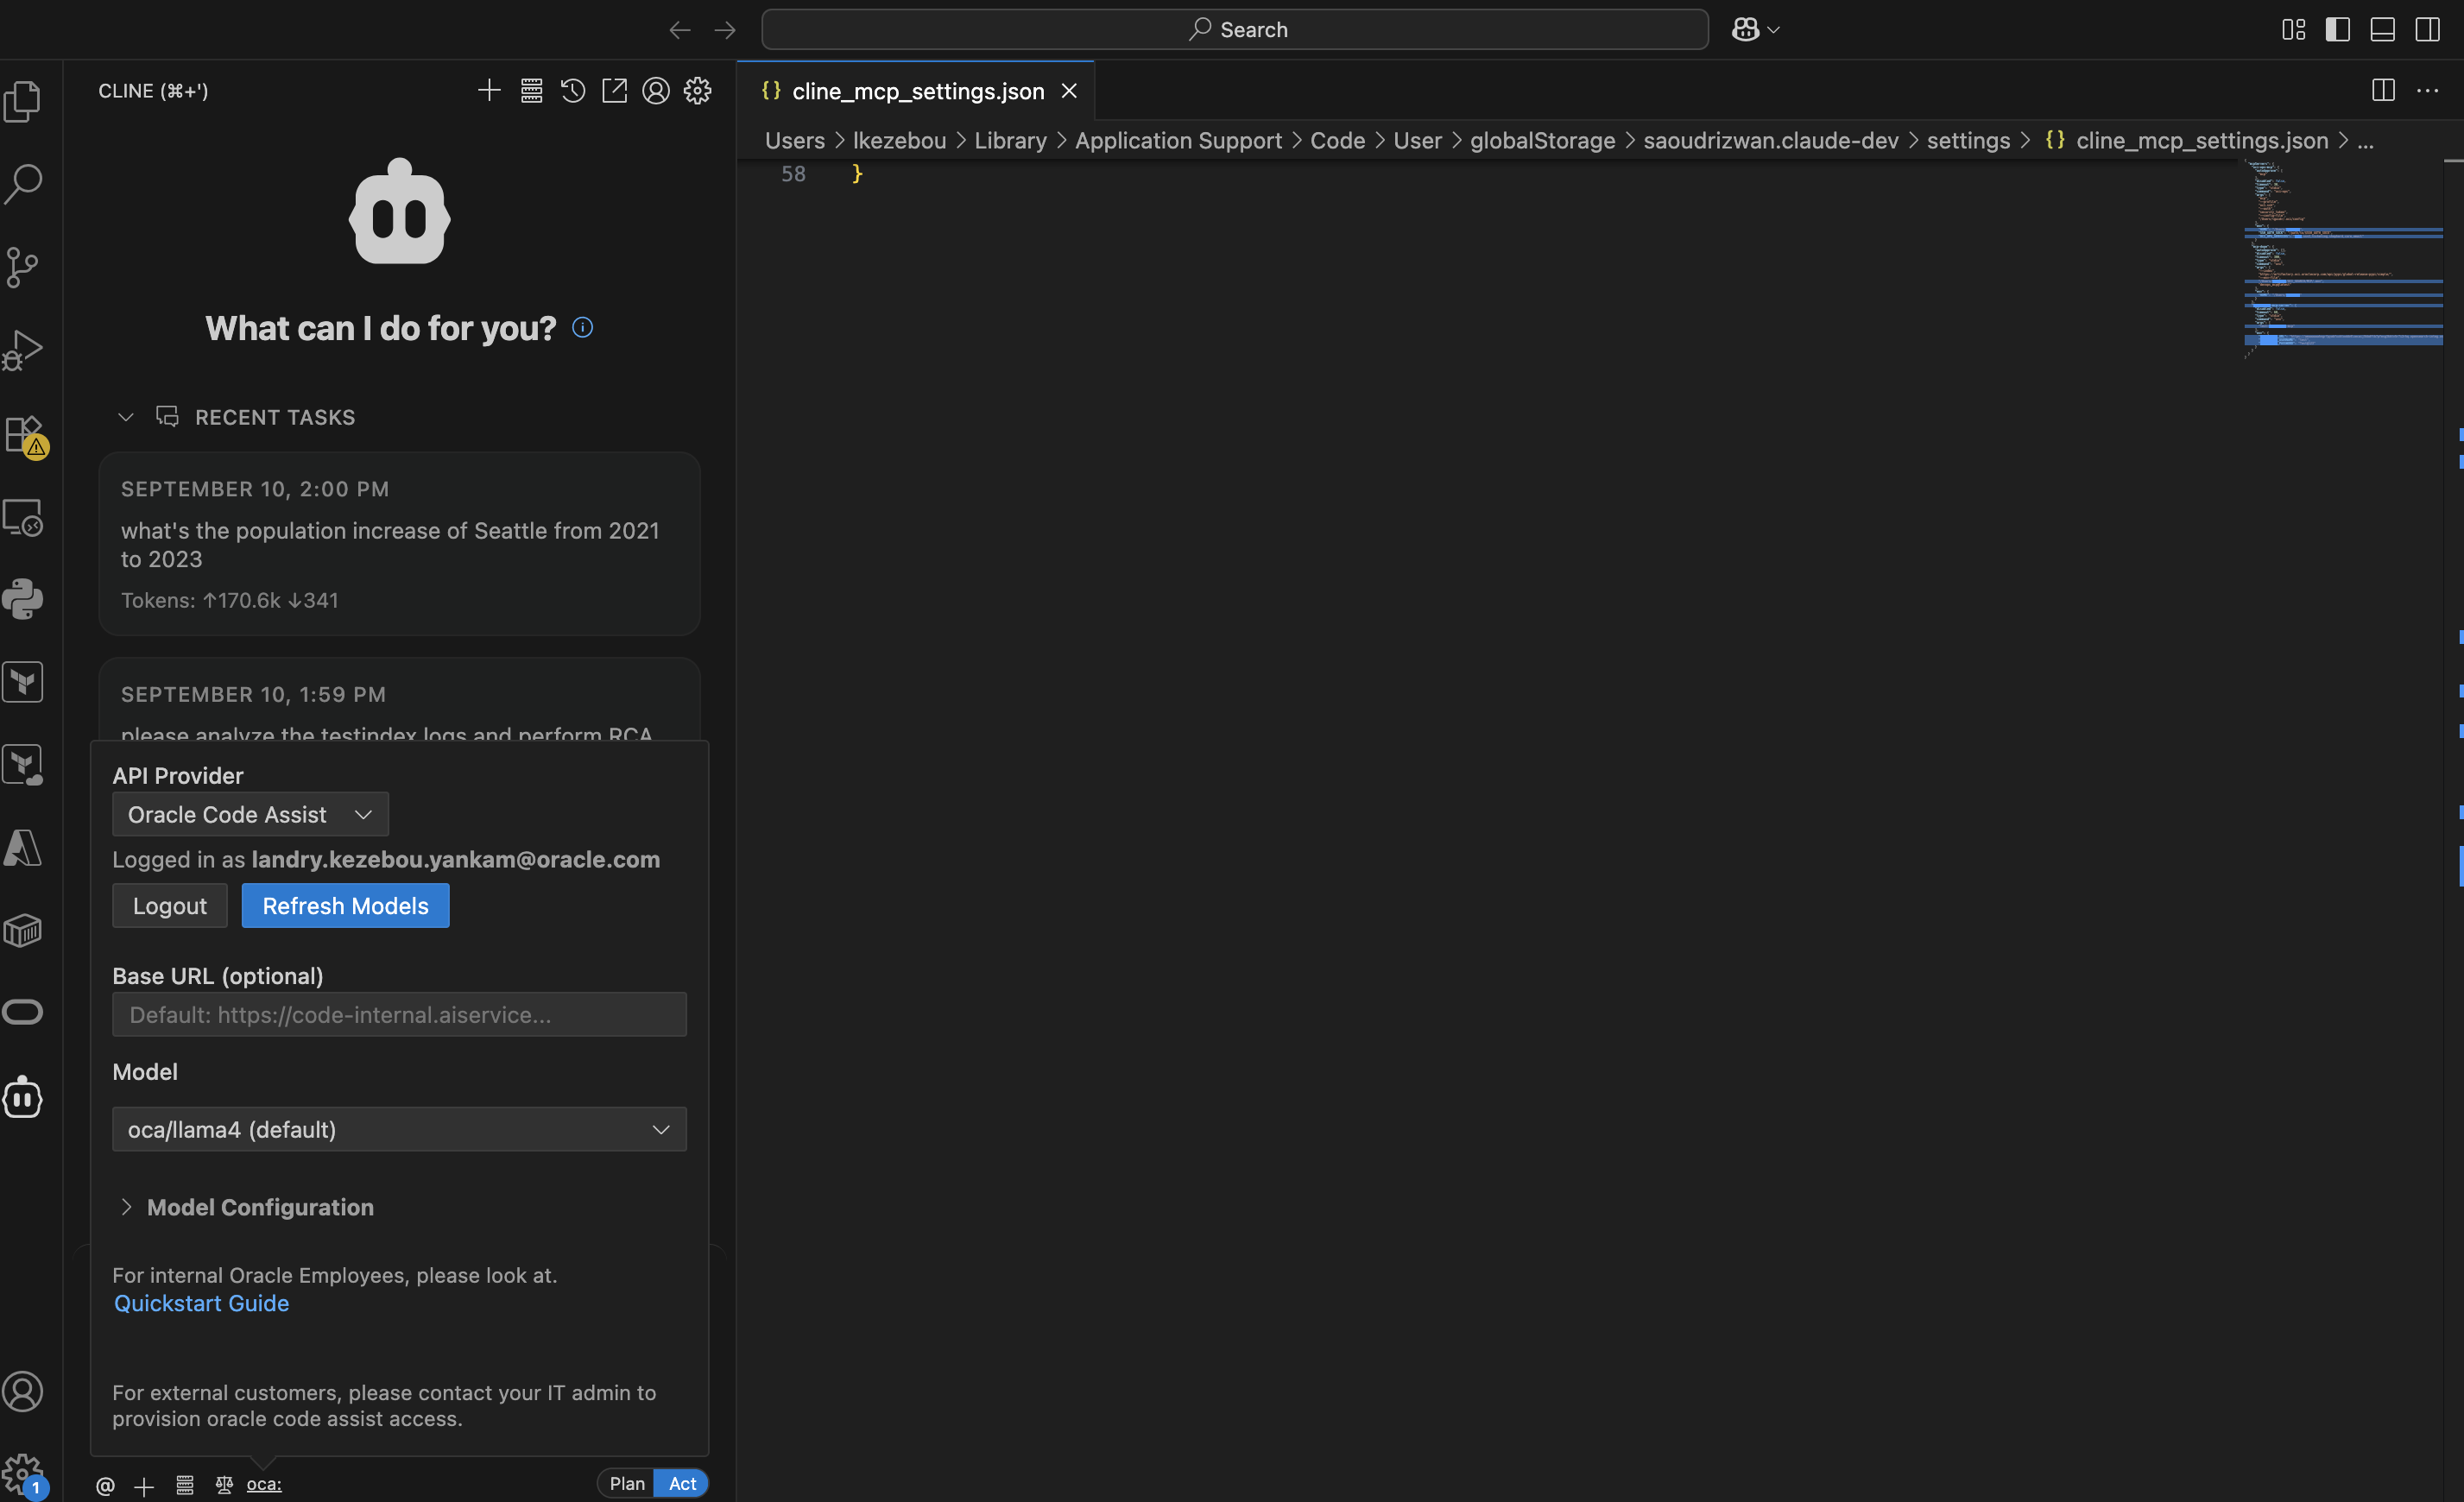 Search
CLINE (⌘+')
cline_mcp_settings.json
Users > lkezebou > Library > Application Support > Code > User > globalStorage > saoudrizwan.claude-dev > settings > {} cline_mcp_settings.json > ...
58 }
What can I do for you?
RECENT TASKS
SEPTEMBER 10, 2:00 PM
what's the population increase of Seattle from 2021
to 2023
Tokens: ↑170.6k ↓341
SEPTEMBER 10, 1:59 PM
please analyze the testindex logs and perform RCA
API Provider
Oracle Code Assist
Logged in as landry.kezebou.yankam@oracle.com
Logout
Refresh Models
Base URL (optional)
Default: https://code-internal.aiservice...
Model
oca/llama4 (default)
Model Configuration
For internal Oracle Employees, please look at.
Quickstart Guide
For external customers, please contact your IT admin to
provision oracle code assist access.
@ oca:
Plan Act
1